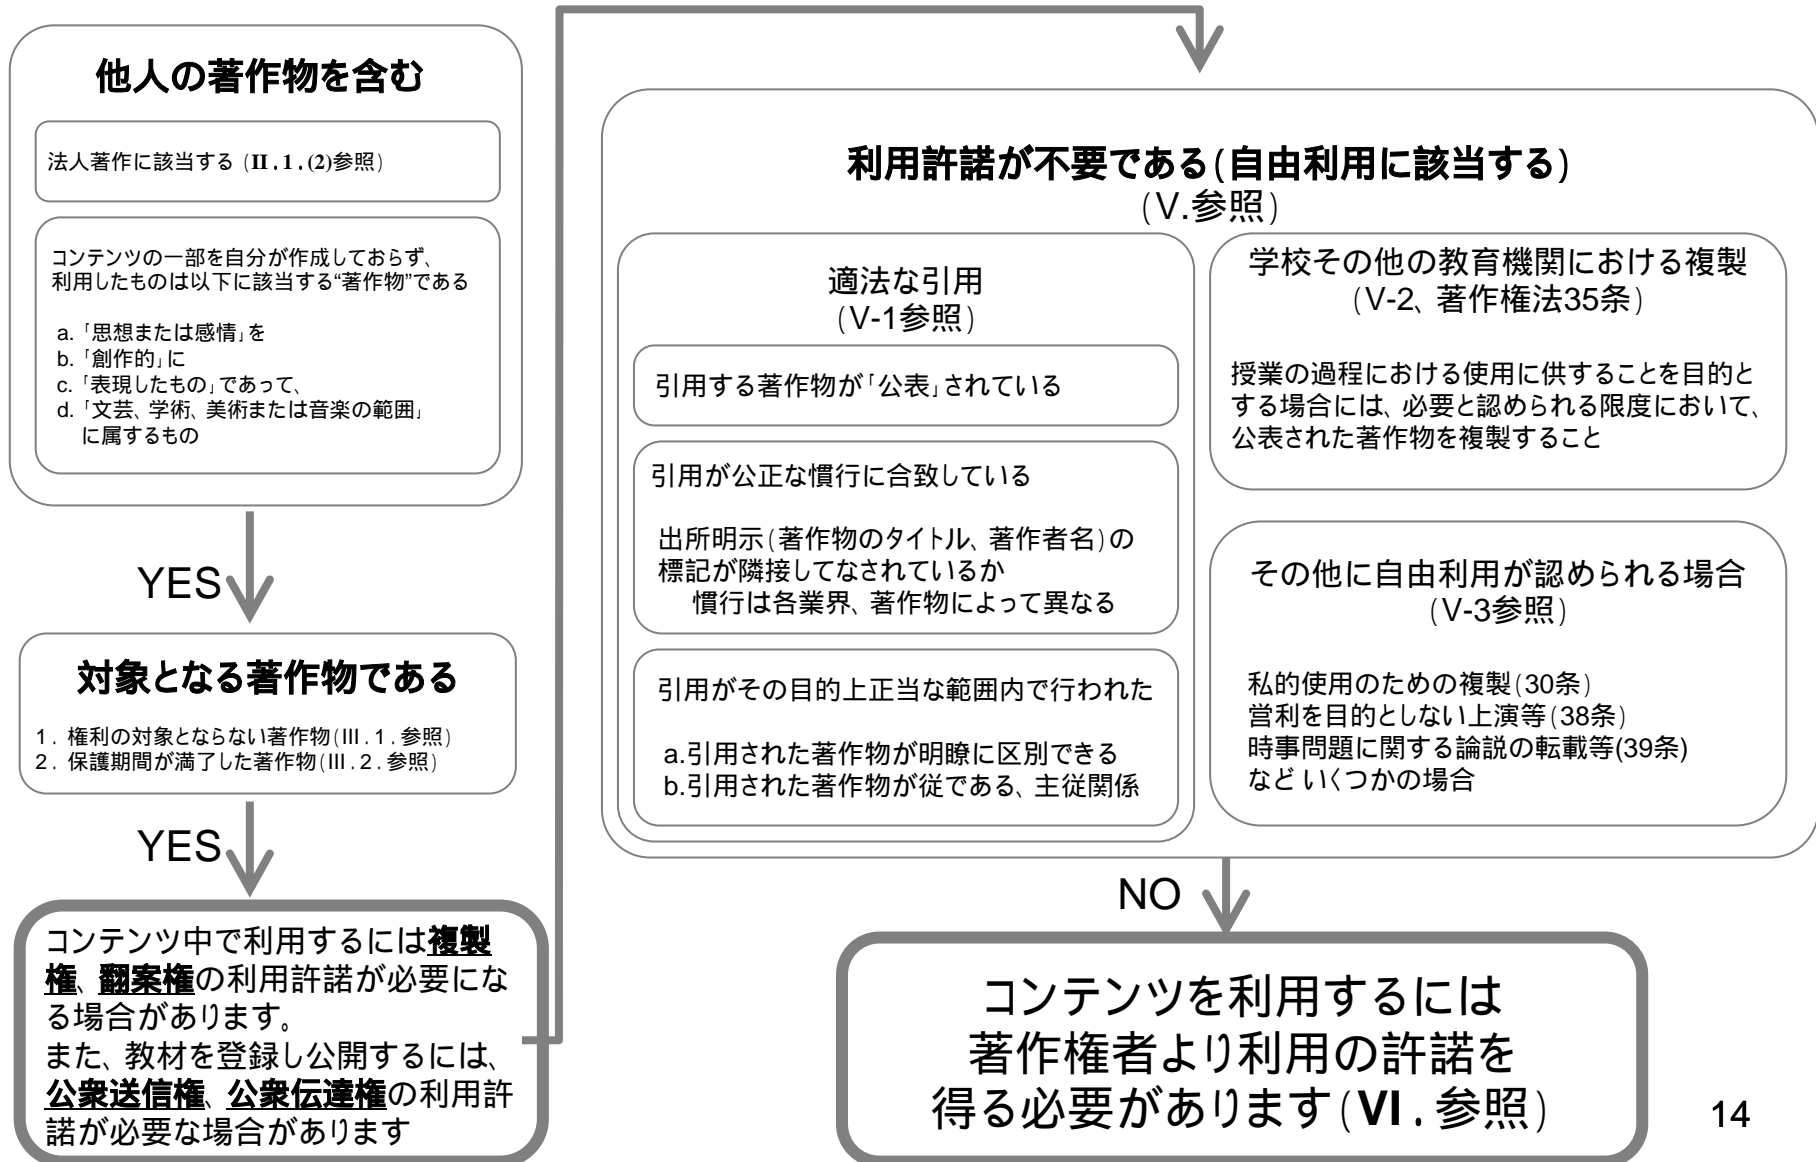 他人の著作物を含む
法人著作に該当する（II．1．(2)参照）
コンテンツの一部を自分が作成しておらず、
利用したものは以下に該当する“著作物”である
a.「思想または感情」を
b.「創作的」に
c.「表現したもの」であって、
d.「文芸、学術、美術または音楽の範囲」
に属するもの
YES
対象となる著作物である
1．権利の対象とならない著作物（III．1．参照）
2．保護期間が満了した著作物（III．2．参照）
YES
コンテンツ中で利用するには複製
権、翻案権の利用許諾が必要にな
る場合があります。
また、教材を登録し公開するには、
公衆送信権、公衆伝達権の利用許
諾が必要な場合があります
利用許諾が不要である（自由利用に該当する）
（V.参照）
適法な引用
（V-1参照）
引用する著作物が「公表」されている
引用が公正な慣行に合致している
出所明示（著作物のタイトル、著作者名）の
標記が隣接してなされているか
慣行は各業界、著作物によって異なる
引用がその目的上正当な範囲内で行われた
a.引用された著作物が明瞭に区別できる
b.引用された著作物が従である、主従関係
学校その他の教育機関における複製
（V-2、著作権法35条）
授業の過程における使用に供することを目的と
する場合には、必要と認められる限度において、
公表された著作物を複製すること
その他に自由利用が認められる場合
（V-3参照）
私的使用のための複製（30条）
営利を目的としない上演等（38条）
時事問題に関する論説の転載等(39条)
などいくつかの場合
NO
コンテンツを利用するには
著作権者より利用の許諾を
得る必要があります（VI．参照）
14